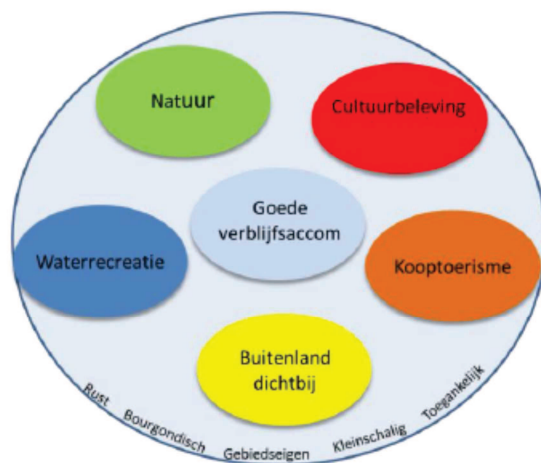 Natuur
Cultuurbeleving
Goede
verblijfsaccom
Waterrecreatie
Kooptoerisme
Buitenland
dichtbij
Rust
Bourgondisch
Gebiedseigen
Kleinschalig
Toegankelijk